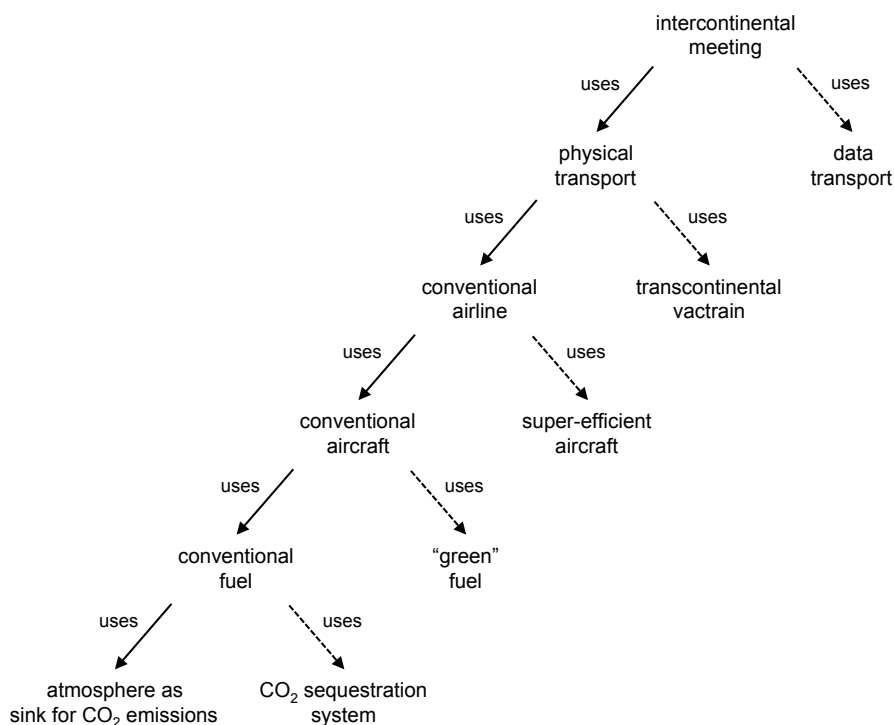 intercontinental
meeting
uses
uses
physical
transport
data
transport
uses
uses
conventional
airline
transcontinental
vactrain
uses
uses
conventional
aircraft
super-efficient
aircraft
uses
uses
conventional
fuel
“green”
fuel
uses
uses
atmosphere as
sink for CO₂ emissions
CO₂ sequestration
system